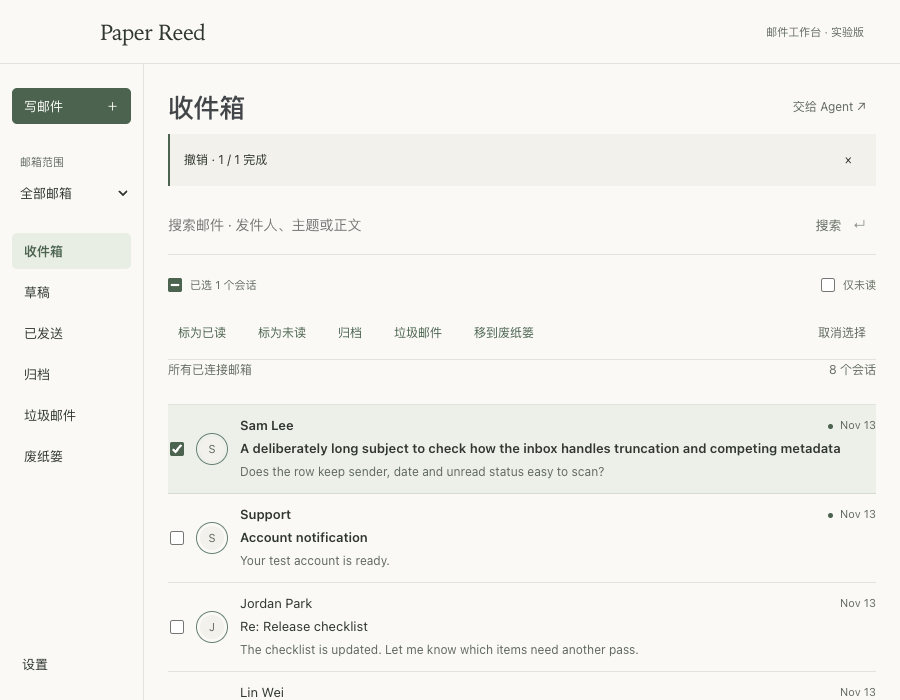 Paper Reed
邮件工作台 · 实验版
写邮件 +
邮箱范围
全部邮箱
收件箱
草稿
已发送
归档
垃圾邮件
废纸篓
设置
收件箱
交给 Agent ↗
撤销 · 1 / 1 完成 ×
搜索邮件 · 发件人、主题或正文
搜索 ↵
已选 1 个会话
仅未读
标为已读 标为未读 归档 垃圾邮件 移到废纸篓 取消选择
所有已连接邮箱
8 个会话
S
Sam Lee
Nov 13
A deliberately long subject to check how the inbox handles truncation and competing metadata
Does the row keep sender, date and unread status easy to scan?
S
Support
Nov 13
Account notification
Your test account is ready.
J
Jordan Park
Nov 13
Re: Release checklist
The checklist is updated. Let me know which items need another pass.
Lin Wei
Nov 13